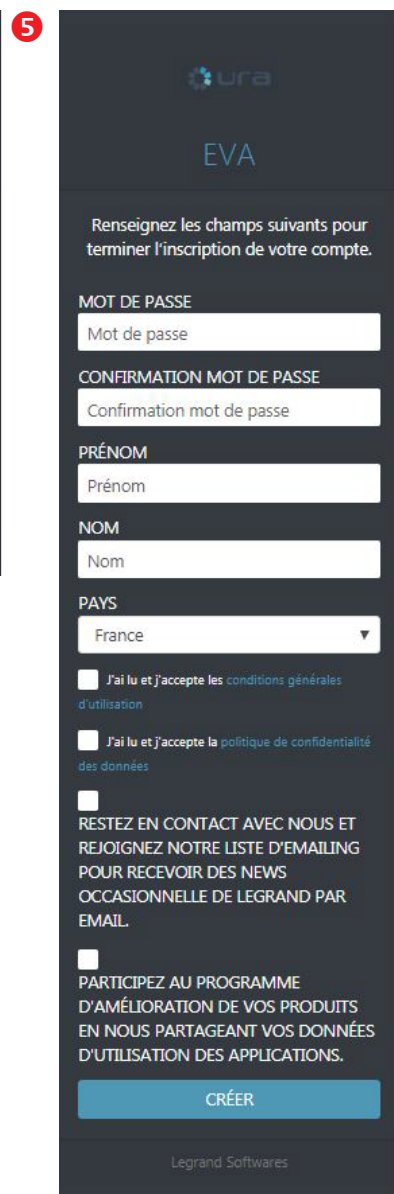 5
ura
EVA
Renseignez les champs suivants pour
terminer l'inscription de votre compte.
MOT DE PASSE
Mot de passe
CONFIRMATION MOT DE PASSE
Confirmation mot de passe
PRÉNOM
Prénom
NOM
Nom
PAYS
France
J'ai lu et j'accepte les conditions générales
d'utilisation
J'ai lu et j'accepte la politique de confidentialité
des données
RESTEZ EN CONTACT AVEC NOUS ET
REJOIGNEZ NOTRE LISTE D'EMAILING
POUR RECEVOIR DES NEWS
OCCASIONNELLE DE LEGRAND PAR
EMAIL.
PARTICIPEZ AU PROGRAMME
D'AMÉLIORATION DE VOS PRODUITS
EN NOUS PARTAGEANT VOS DONNÉES
D'UTILISATION DES APPLICATIONS.
CRÉER
Legrand Softwares